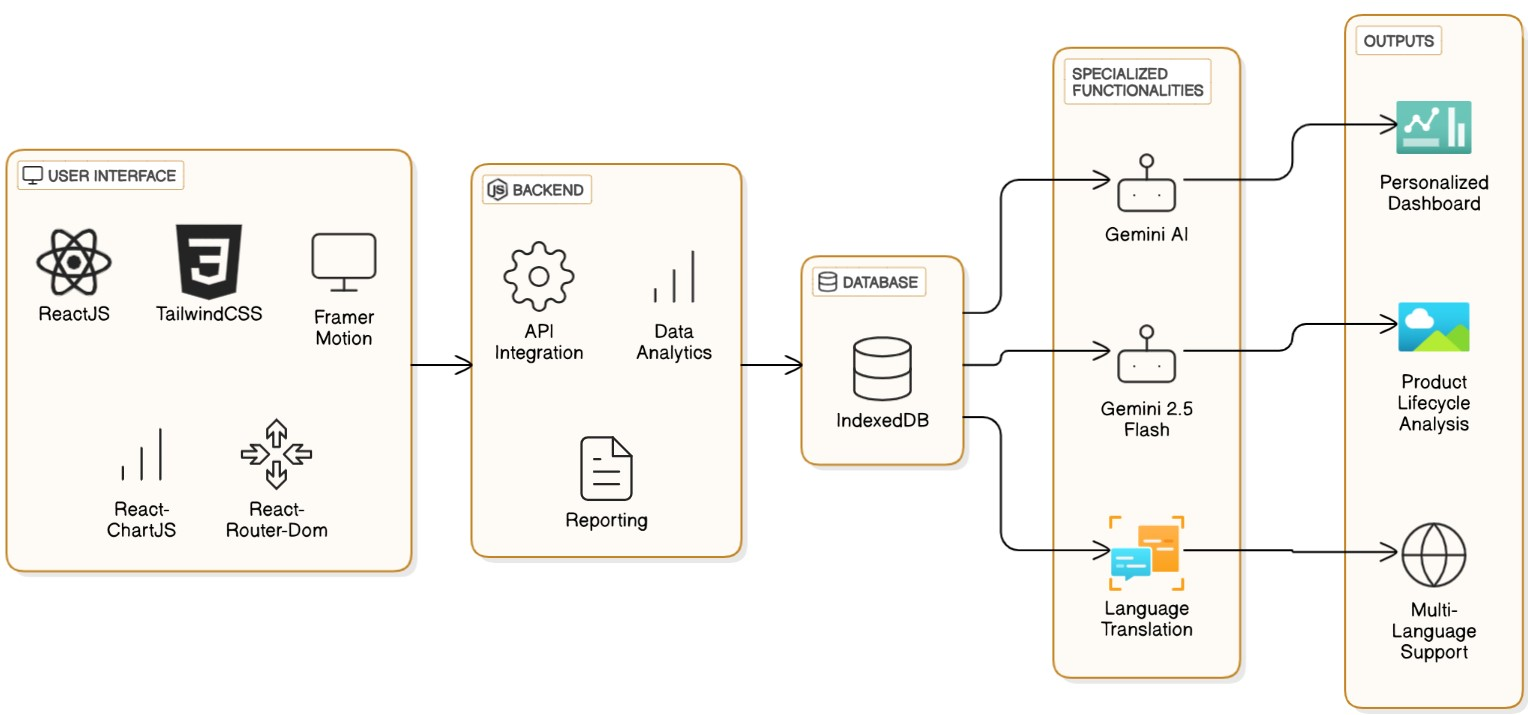 USER INTERFACE
ReactJS
TailwindCSS
Framer
Motion
React-
ChartJS
React-
Router-Dom
JS BACKEND
API
Integration
Data
Analytics
Reporting
DATABASE
IndexedDB
SPECIALIZED
FUNCTIONALITIES
Gemini AI
Gemini 2.5
Flash
Language
Translation
OUTPUTS
Personalized
Dashboard
Product
Lifecycle
Analysis
Multi-
Language
Support